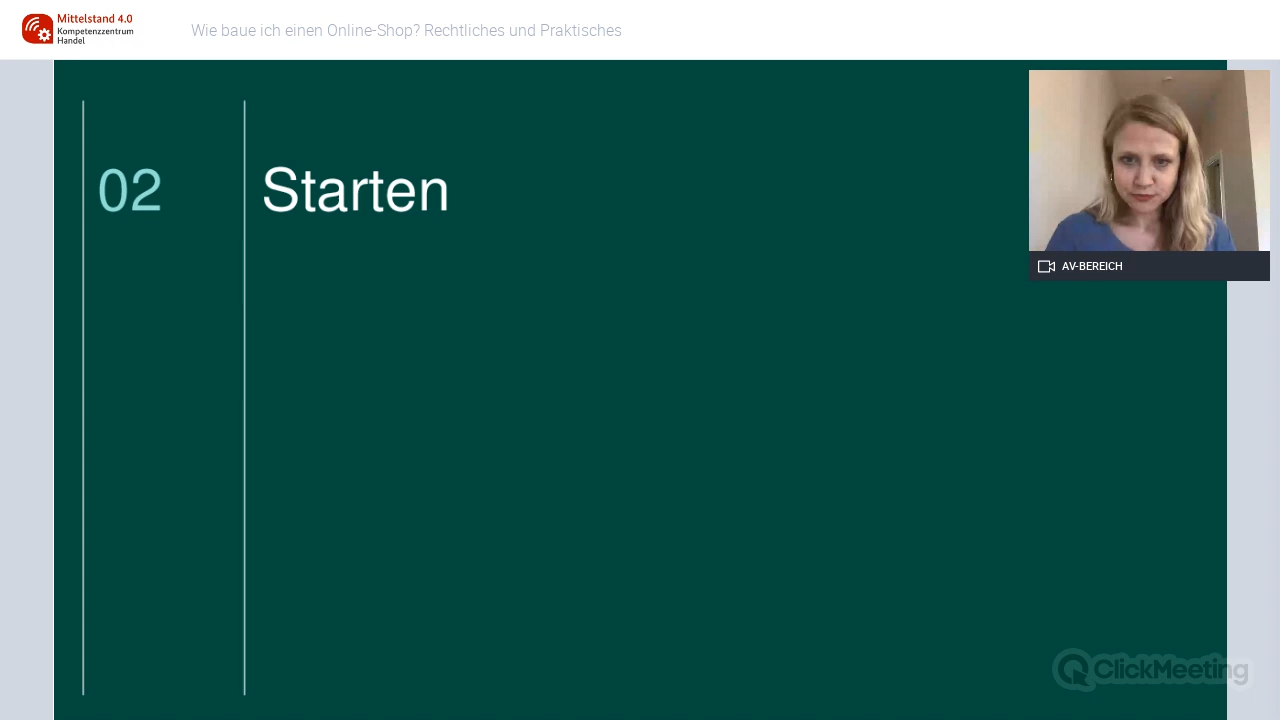 Mittelstand 4.0
Kompetenzzentrum
Handel
Wie baue ich einen Online-Shop? Rechtliches und Praktisches
02 Starten
AV-BEREICH
ClickMeeting